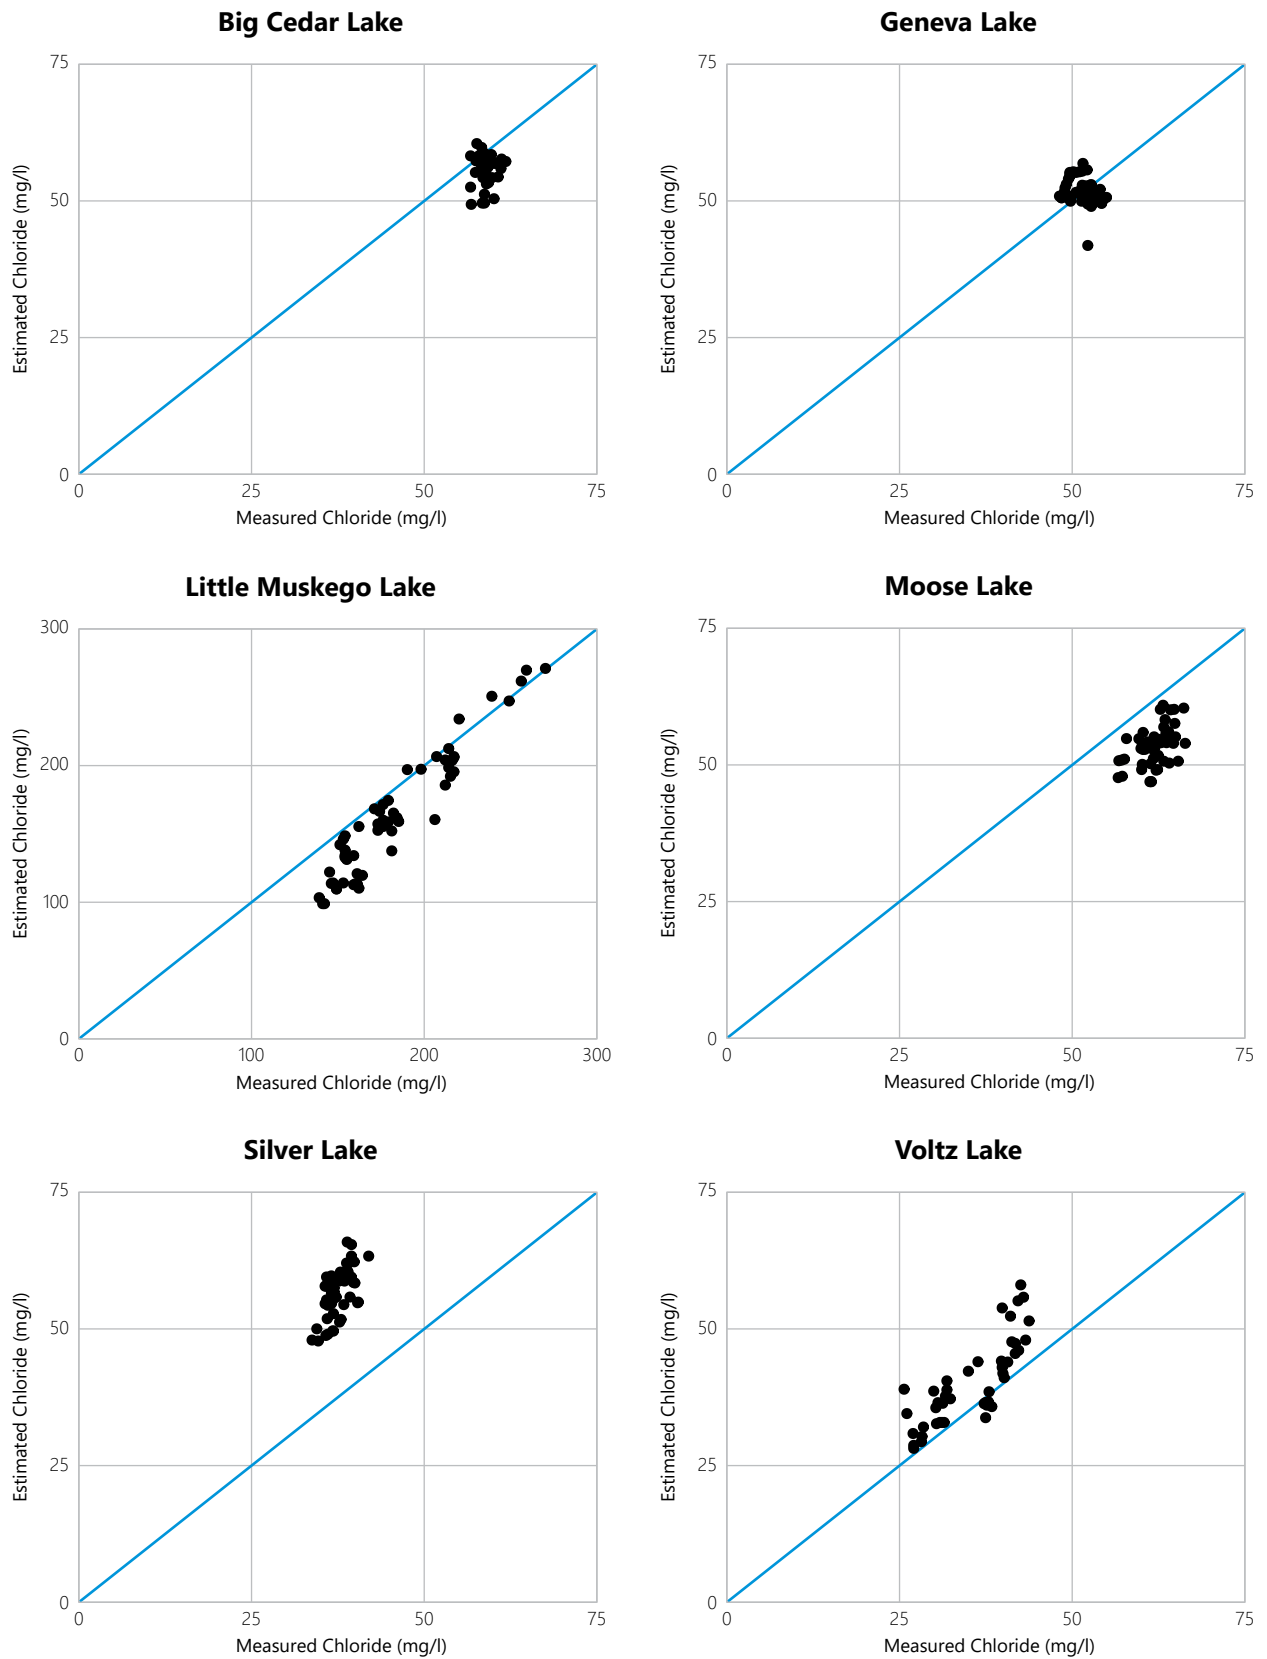 Big Cedar Lake
75
50
25
0
0 25 50 75
Estimated Chloride (mg/l)
Measured Chloride (mg/l)
Geneva Lake
75
50
25
0
0 25 50 75
Estimated Chloride (mg/l)
Measured Chloride (mg/l)
Little Muskego Lake
300
200
100
0
0 100 200 300
Estimated Chloride (mg/l)
Measured Chloride (mg/l)
Moose Lake
75
50
25
0
0 25 50 75
Estimated Chloride (mg/l)
Measured Chloride (mg/l)
Silver Lake
75
50
25
0
0 25 50 75
Estimated Chloride (mg/l)
Measured Chloride (mg/l)
Voltz Lake
75
50
25
0
0 25 50 75
Estimated Chloride (mg/l)
Measured Chloride (mg/l)